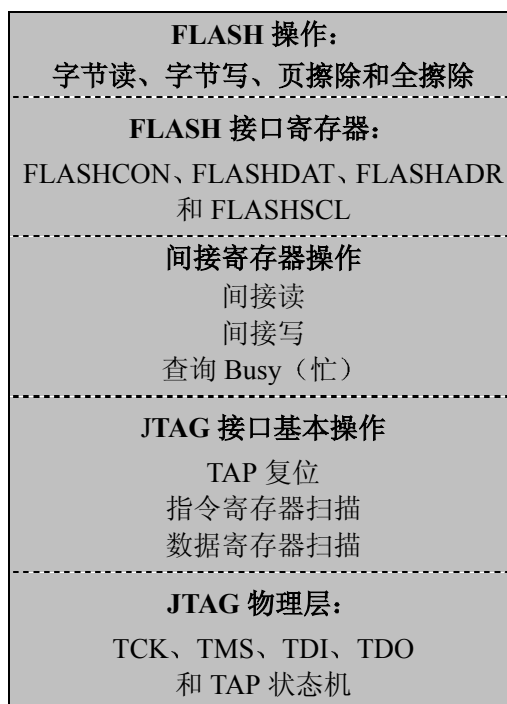 FLASH 操作：
字节读、字节写、页擦除和全擦除
FLASH 接口寄存器：
FLASHCON、FLASHDAT、FLASHADR
和 FLASHSCL
间接寄存器操作
间接读
间接写
查询 Busy（忙）
JTAG 接口基本操作
TAP 复位
指令寄存器扫描
数据寄存器扫描
JTAG 物理层：
TCK、TMS、TDI、TDO
和 TAP 状态机